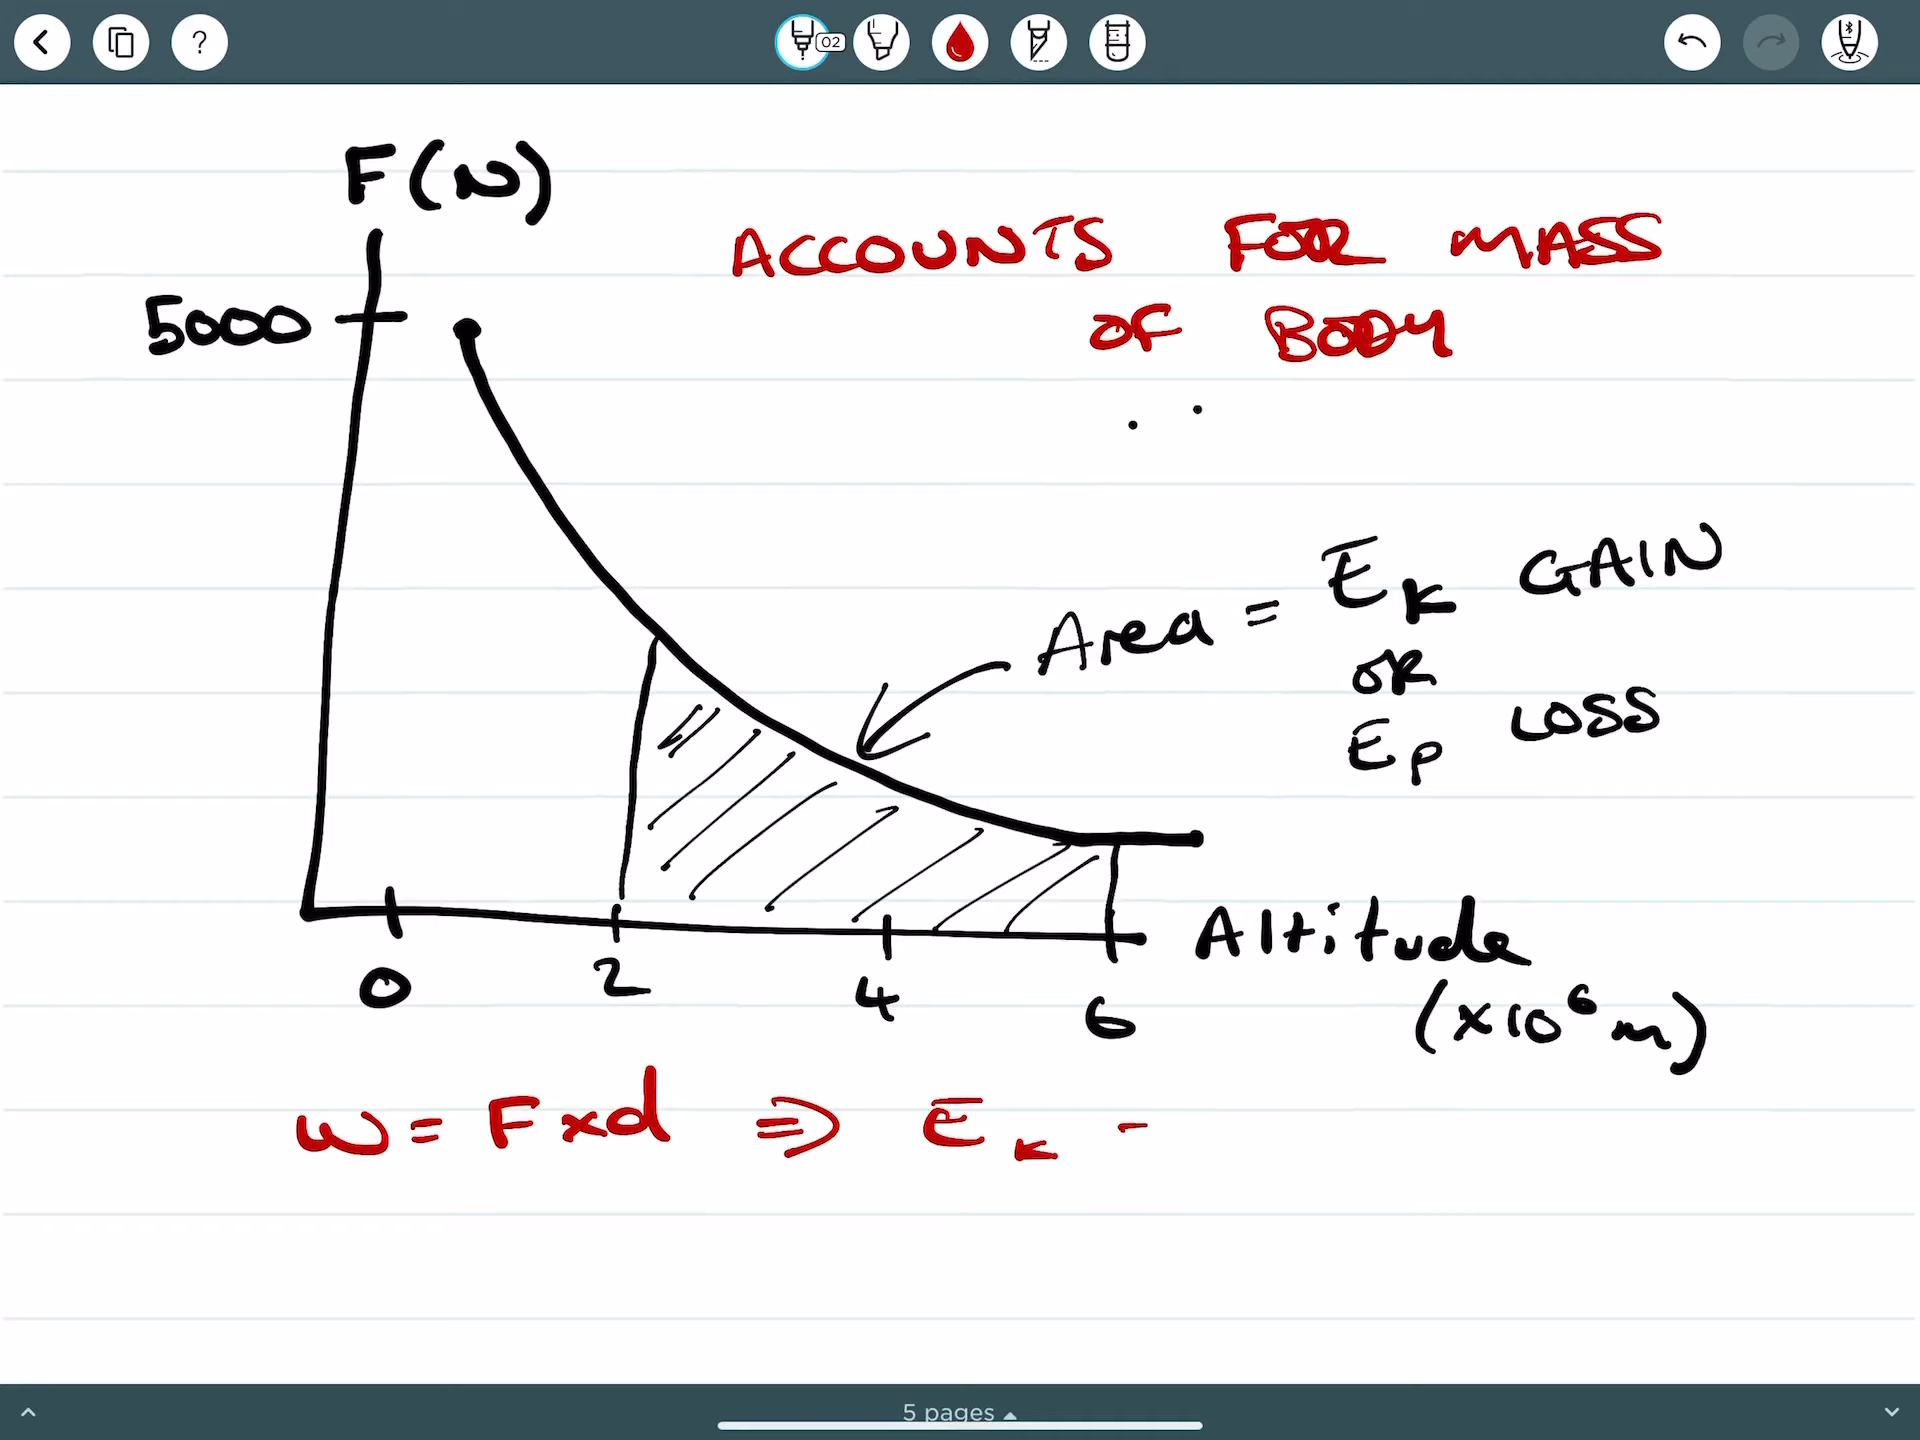 ?
02
F(N)
ACCOUNTS FOR MASS
OF BODY
5000
Area = EK GAIN
OR
EP LOSS
Altitude
(x10⁶ m)
0 2 4 6
W = F x d ⇒ EK -
5 pages